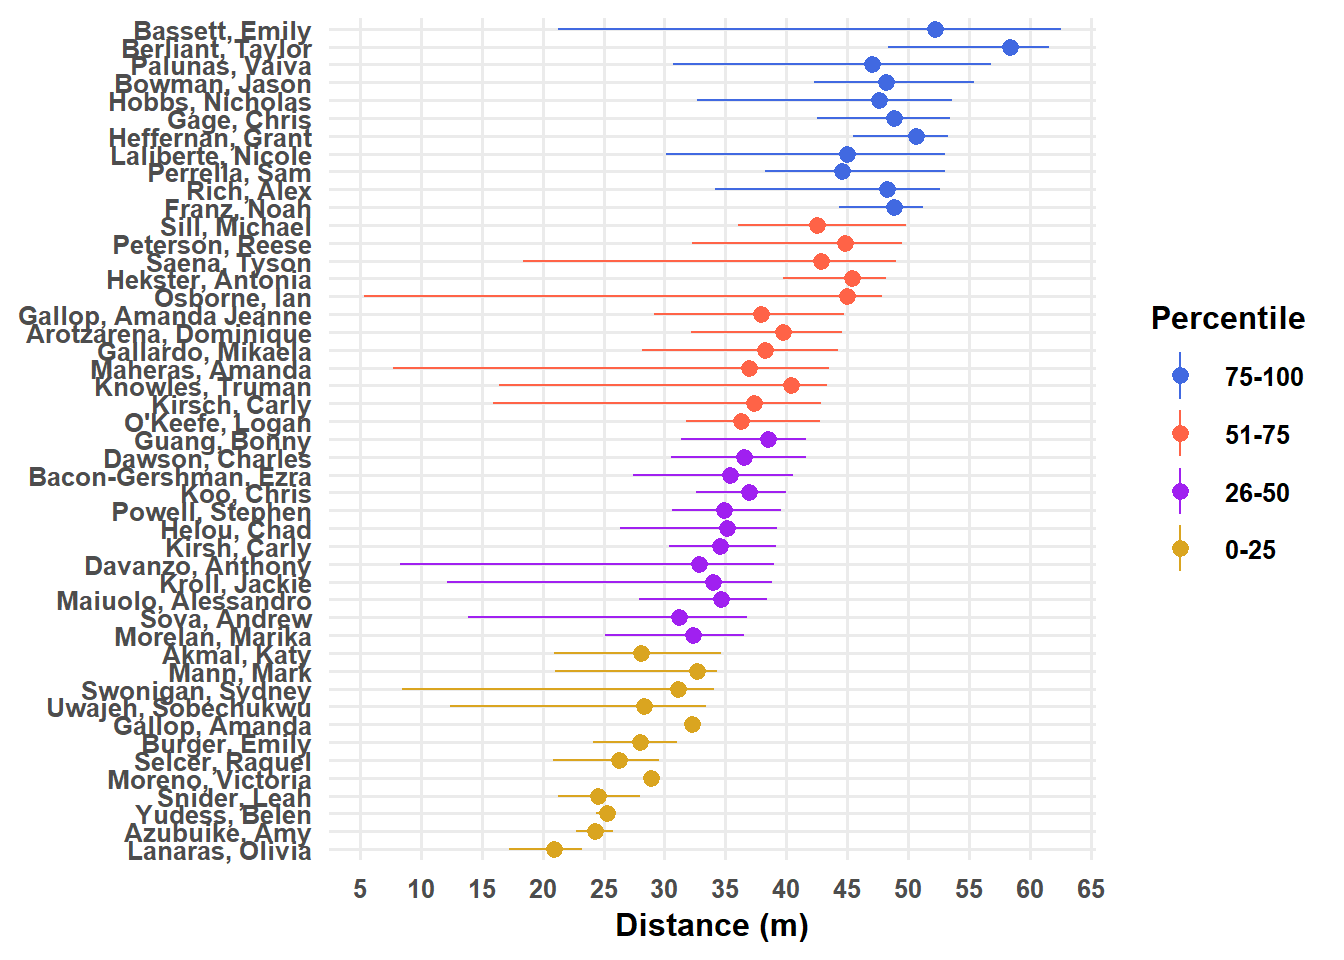 Bassett, Emily
Berliant, Taylor
Palunas, Vaiva
Bowman, Jason
Hobbs, Nicholas
Gage, Chris
Heffernan, Grant
Laliberte, Nicole
Perrella, Sam
Rich, Alex
Franz, Noah
Sill, Michael
Peterson, Reese
Saena, Tyson
Hekster, Antonia
Osborne, Ian
Gallop, Amanda Jeanne
Arotzarena, Dominique
Gallardo, Mikaela
Maheras, Amanda
Knowles, Truman
Kirsch, Carly
O'Keefe, Logan
Guang, Bonny
Dawson, Charles
Bacon-Gershman, Ezra
Koo, Chris
Powell, Stephen
Helou, Chad
Kirsh, Carly
Davanzo, Anthony
Kroll, Jackie
Maiuolo, Alessandro
Sova, Andrew
Morelan, Marika
Akmal, Katy
Mann, Mark
Swonigan, Sydney
Uwajeh, Sobechukwu
Gallop, Amanda
Burger, Emily
Selcer, Raquel
Moreno, Victoria
Snider, Leah
Yudess, Belen
Azubuike, Amy
Lanaras, Olivia
5 10 15 20 25 30 35 40 45 50 55 60 65
Distance (m)
Percentile
75-100
51-75
26-50
0-25